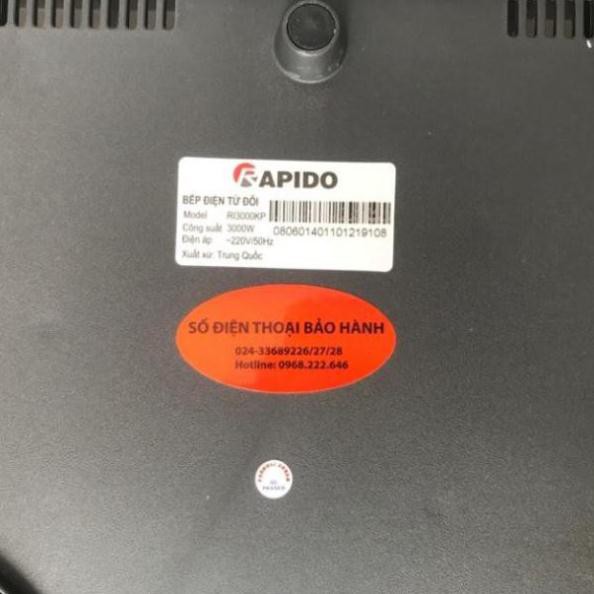 RAPIDO
BẾP ĐIỆN TỪ ĐÔI
Model RI3000KP
Công suất 3000W 080601401101219108
Điện áp ~220V/50Hz
Xuất xứ: Trung Quốc
SỐ ĐIỆN THOẠI BẢO HÀNH
024-33689226/27/28
Hotline: 0968.222.646